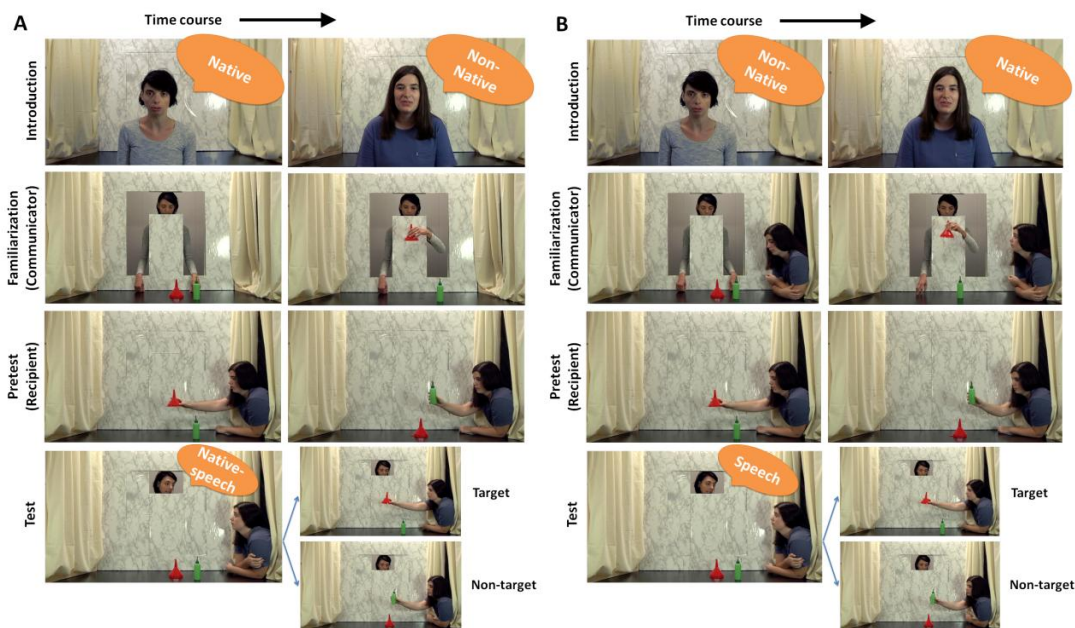 A
Time course
Introduction
Native
Non-
Native
Familiarization
(Communicator)
Pretest
(Recipient)
Test
Native-
speech
Target
Non-target
B
Time course
Introduction
Non-
Native
Native
Familiarization
(Communicator)
Pretest
(Recipient)
Test
Speech
Target
Non-target